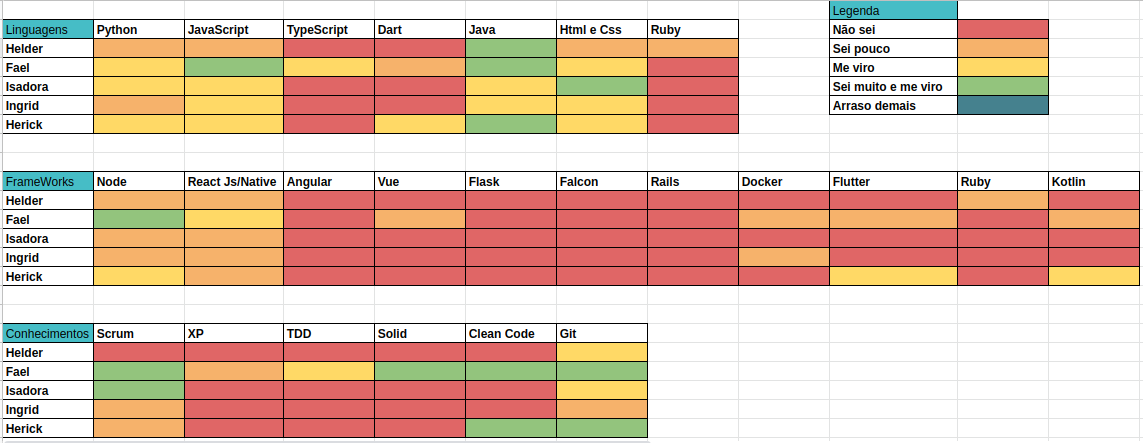 Legenda
Linguagens Python JavaScript TypeScript Dart Java Html e Css Ruby Não sei
Helder Sei pouco
Fael Me viro
Isadora Sei muito e me viro
Ingrid Arraso demais
Herick
FrameWorks Node React Js/Native Angular Vue Flask Falcon Rails Docker Flutter Ruby Kotlin
Helder
Fael
Isadora
Ingrid
Herick
Conhecimentos Scrum XP TDD Solid Clean Code Git
Helder
Fael
Isadora
Ingrid
Herick